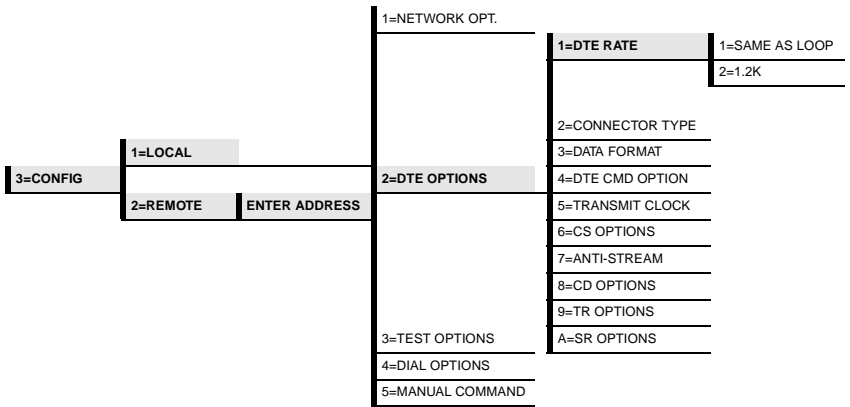 1=NETWORK OPT.
1=DTE RATE
1=SAME AS LOOP
2=1.2K
2=CONNECTOR TYPE
1=LOCAL
3=DATA FORMAT
3=CONFIG
2=DTE OPTIONS
4=DTE CMD OPTION
2=REMOTE
ENTER ADDRESS
5=TRANSMIT CLOCK
6=CS OPTIONS
7=ANTI-STREAM
8=CD OPTIONS
9=TR OPTIONS
3=TEST OPTIONS
A=SR OPTIONS
4=DIAL OPTIONS
5=MANUAL COMMAND